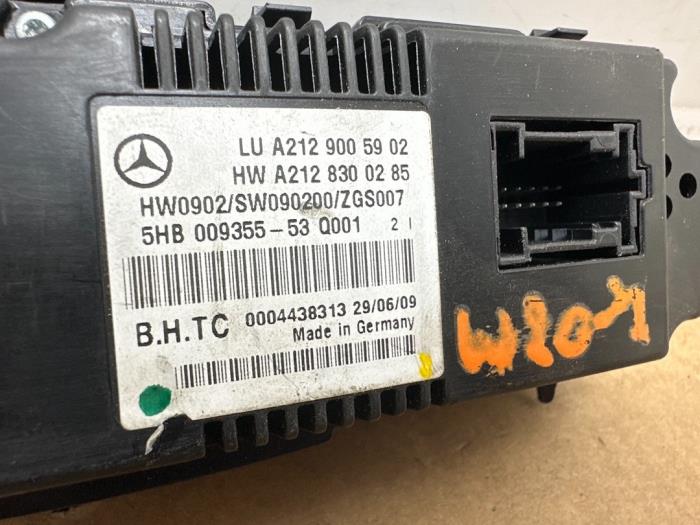 LU A212 900 59 02
HW A212 830 02 85
HW0902/SW090200/ZGS007
5HB 009355-53 Q001 2 I
B.H.TC 0004438313 29/06/09
Made in Germany